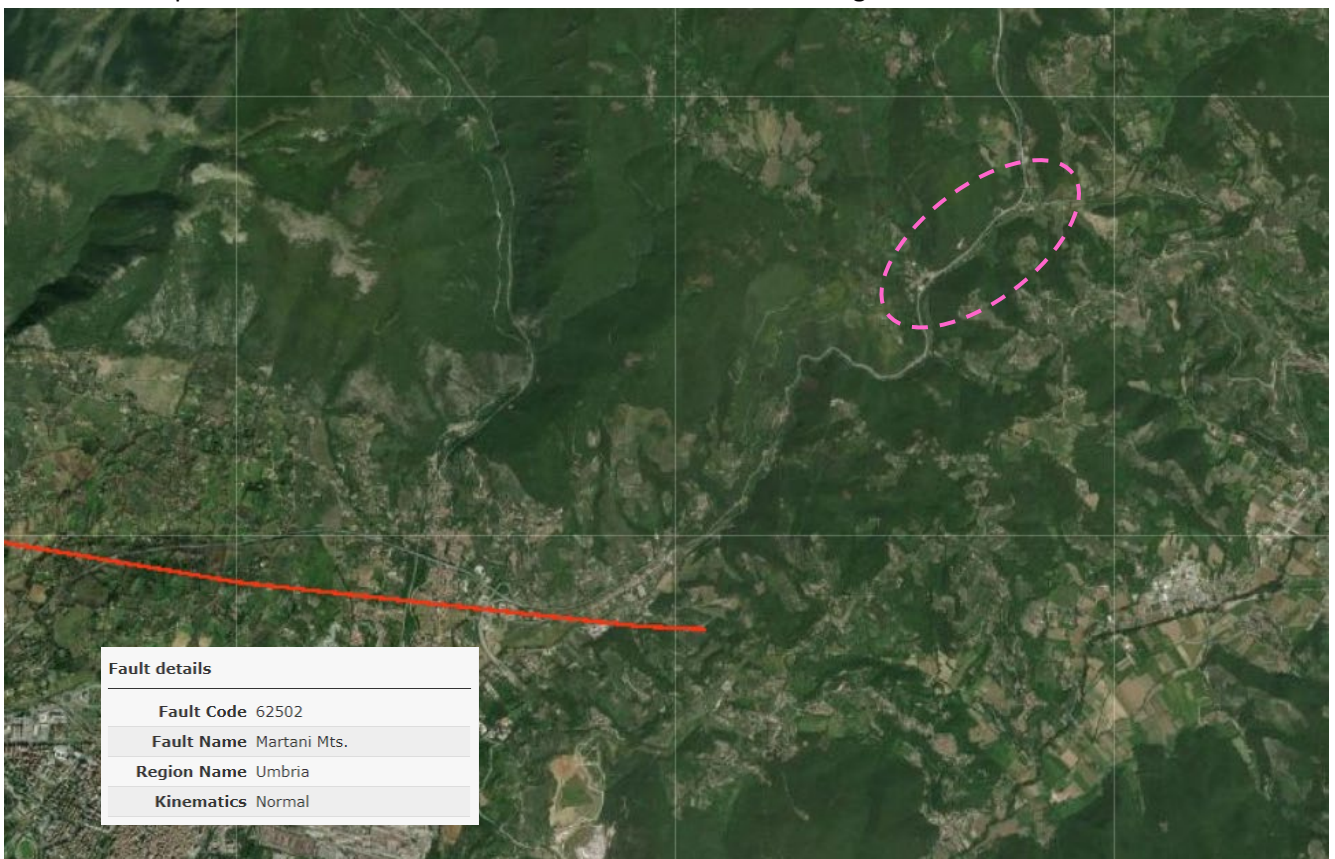 Fault details
Fault Code 62502
Fault Name Martani Mts.
Region Name Umbria
Kinematics Normal